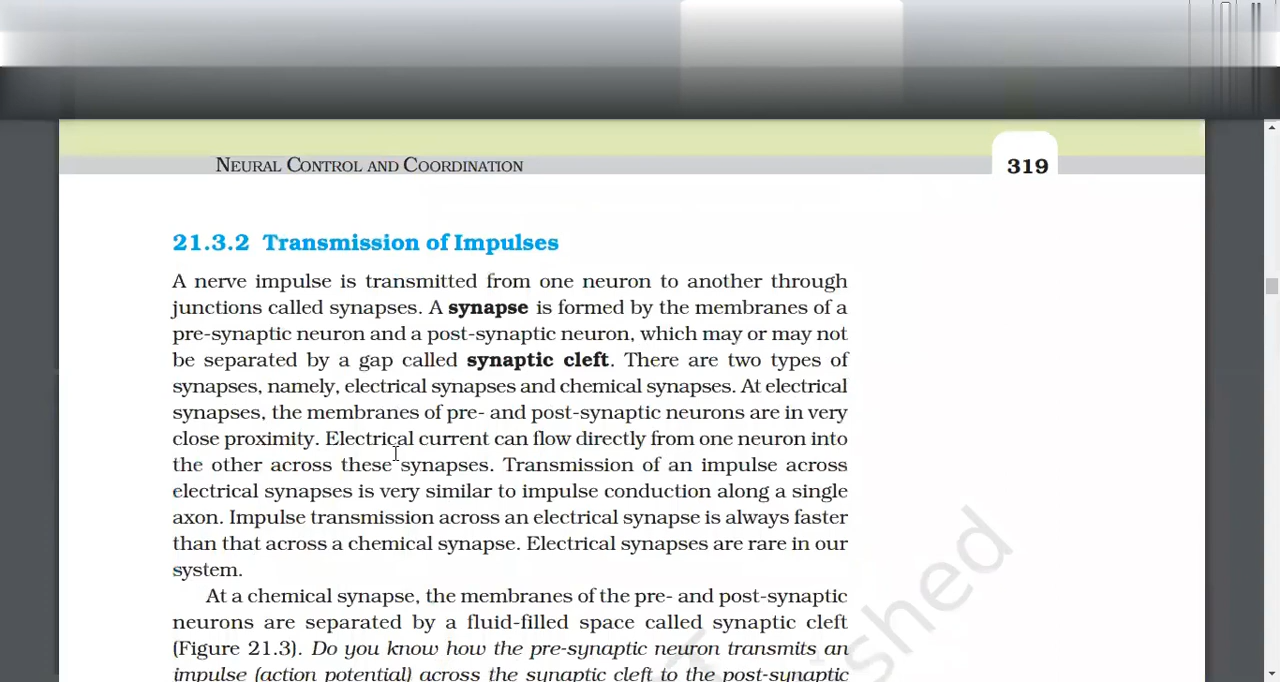 NEURAL CONTROL AND COORDINATION
319
21.3.2 Transmission of Impulses
A nerve impulse is transmitted from one neuron to another through
junctions called synapses. A synapse is formed by the membranes of a
pre-synaptic neuron and a post-synaptic neuron, which may or may not
be separated by a gap called synaptic cleft. There are two types of
synapses, namely, electrical synapses and chemical synapses. At electrical
synapses, the membranes of pre- and post-synaptic neurons are in very
close proximity. Electrical current can flow directly from one neuron into
the other across these synapses. Transmission of an impulse across
electrical synapses is very similar to impulse conduction along a single
axon. Impulse transmission across an electrical synapse is always faster
than that across a chemical synapse. Electrical synapses are rare in our
system.
At a chemical synapse, the membranes of the pre- and post-synaptic
neurons are separated by a fluid-filled space called synaptic cleft
(Figure 21.3). Do you know how the pre-synaptic neuron transmits an
impulse (action potential) across the synaptic cleft to the post-synaptic